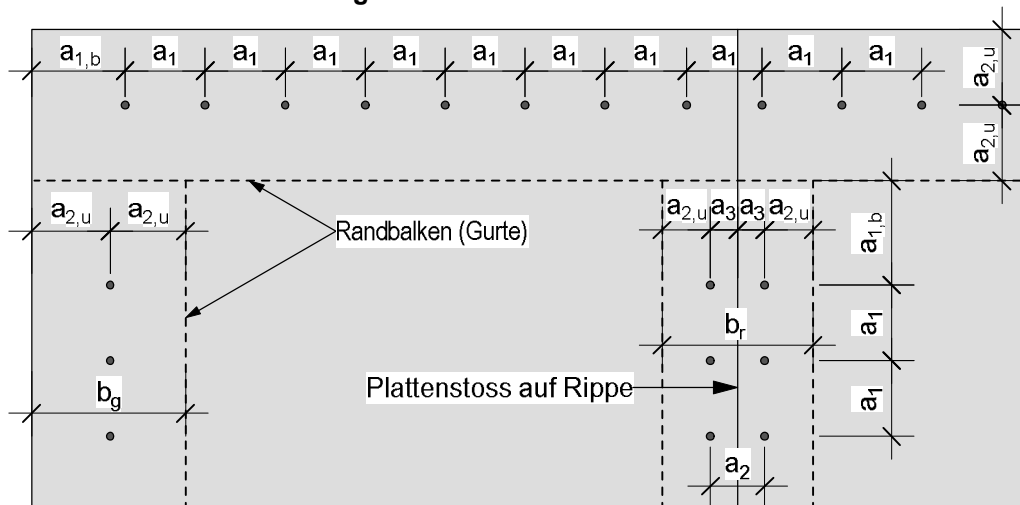 a1,b a1 a1 a1 a1 a1 a1 a1 a1 a1
a2,u
a2,u
a2,u a2,u
a2,u a3 a3 a2,u
Randbalken (Gurte)
a1,b
br
a1
Plattenstoss auf Rippe
bg
a1
a2